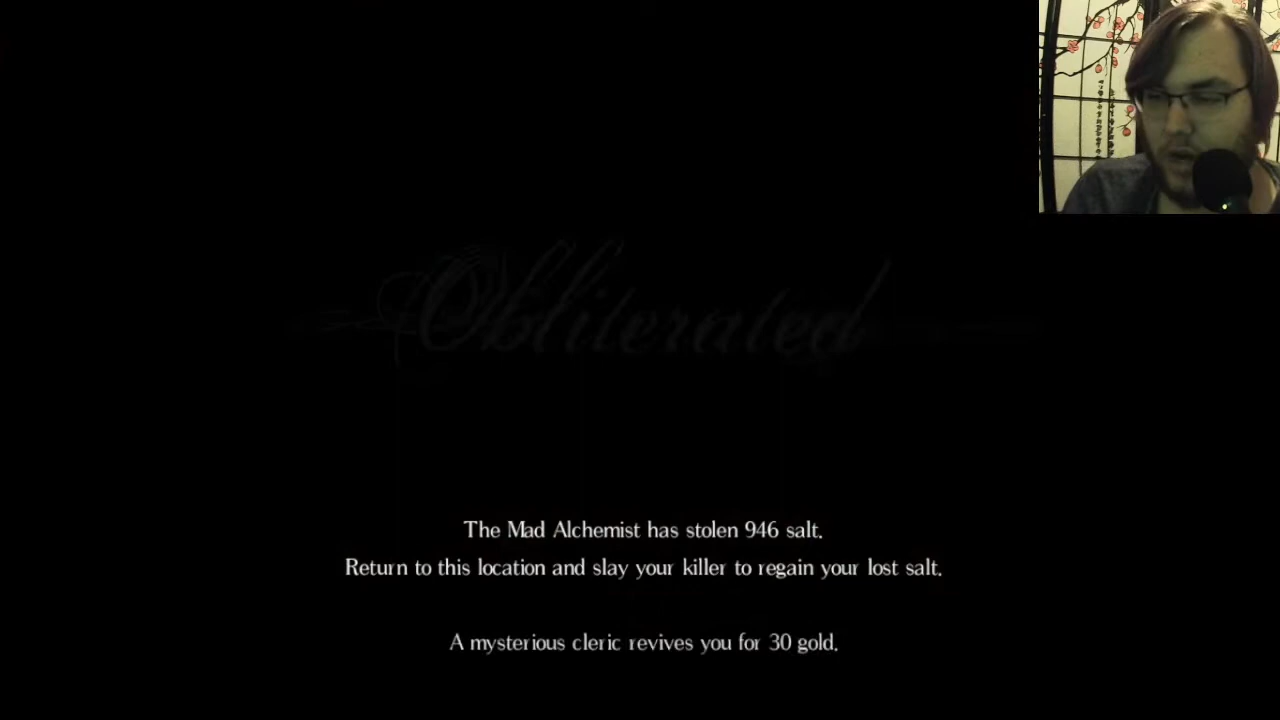 Obliterated
The Mad Alchemist has stolen 946 salt.
Return to this location and slay your killer to regain your lost salt.
A mysterious cleric revives you for 30 gold.